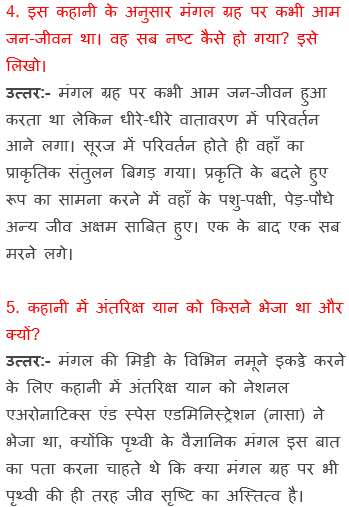 4. इस कहानी के अनुसार मंगल ग्रह पर कभी आम
जन-जीवन था। वह सब नष्ट कैसे हो गया? इसे
लिखो।
उत्तर:- मंगल ग्रह पर कभी आम जन-जीवन हुआ
करता था लेकिन धीरे-धीरे वातावरण में परिवर्तन
आने लगा। सूरज में परिवर्तन होते ही वहाँ का
प्राकृतिक संतुलन बिगड़ गया। प्रकृति के बदले हुए
रूप का सामना करने में वहाँ के पशु-पक्षी, पेड़-पौधे
अन्य जीव अक्षम साबित हुए। एक के बाद एक सब
मरने लगे।
5. कहानी में अंतरिक्ष यान को किसने भेजा था और
क्यों?
उत्तर:- मंगल की मिट्टी के विभिन नमूने इकट्ठे करने
के लिए कहानी में अंतरिक्ष यान को नेशनल
एअरोनाटिक्स एंड स्पेस एडमिनिस्ट्रेशन (नासा) ने
भेजा था, क्योंकि पृथ्वी के वैज्ञानिक मंगल इस बात
का पता करना चाहते थे कि क्या मंगल ग्रह पर भी
पृथ्वी की ही तरह जीव सृष्टि का अस्तित्व है।